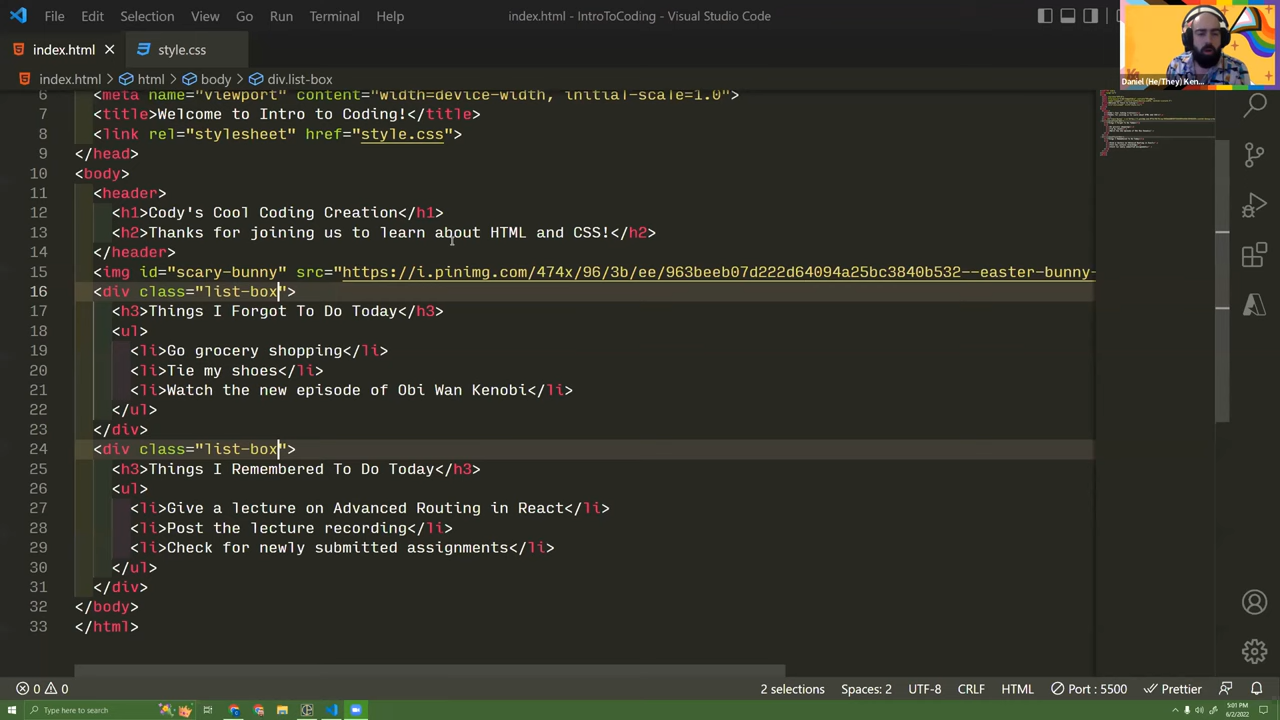 File Edit Selection View Go Run Terminal Help index.html - IntroToCoding - Visual Studio Code
index.html style.css
index.html html body div.list-box
Daniel (He/They) Ken...
6 <meta name="viewport" content="width=device-width, initial-scale=1.0">
7 <title>Welcome to Intro to Coding!</title>
8 <link rel="stylesheet" href="style.css">
9 </head>
10 <body>
11 <header>
12 <h1>Cody's Cool Coding Creation</h1>
13 <h2>Thanks for joining us to learn about HTML and CSS!</h2>
14 </header>
15 <img id="scary-bunny" src="https://i.pinimg.com/474x/96/3b/ee/963beeb07d222d64094a25bc3840b532--easter-bunny-
16 <div class="list-box">
17 <h3>Things I Forgot To Do Today</h3>
18 <ul>
19 <li>Go grocery shopping</li>
20 <li>Tie my shoes</li>
21 <li>Watch the new episode of Obi Wan Kenobi</li>
22 </ul>
23 </div>
24 <div class="list-box">
25 <h3>Things I Remembered To Do Today</h3>
26 <ul>
27 <li>Give a lecture on Advanced Routing in React</li>
28 <li>Post the lecture recording</li>
29 <li>Check for newly submitted assignments</li>
30 </ul>
31 </div>
32 </body>
33 </html>
0 0 2 selections Spaces: 2 UTF-8 CRLF HTML Port : 5500 Prettier
Type here to search 5:01 PM
6/2/2022